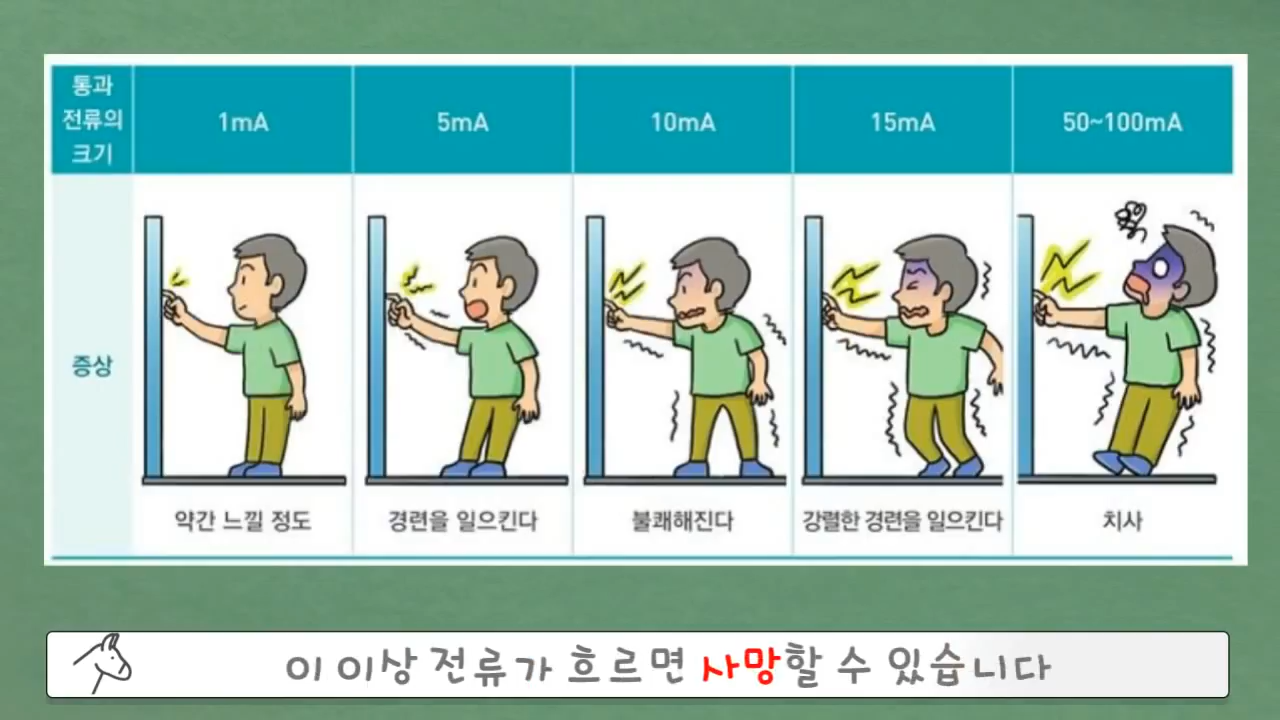 통과
전류의
크기
1mA
5mA
10mA
15mA
50~100mA
증상
약간 느낄 정도
경련을 일으킨다
불쾌해진다
강렬한 경련을 일으킨다
치사
이 이상 전류가 흐르면 사망할 수 있습니다